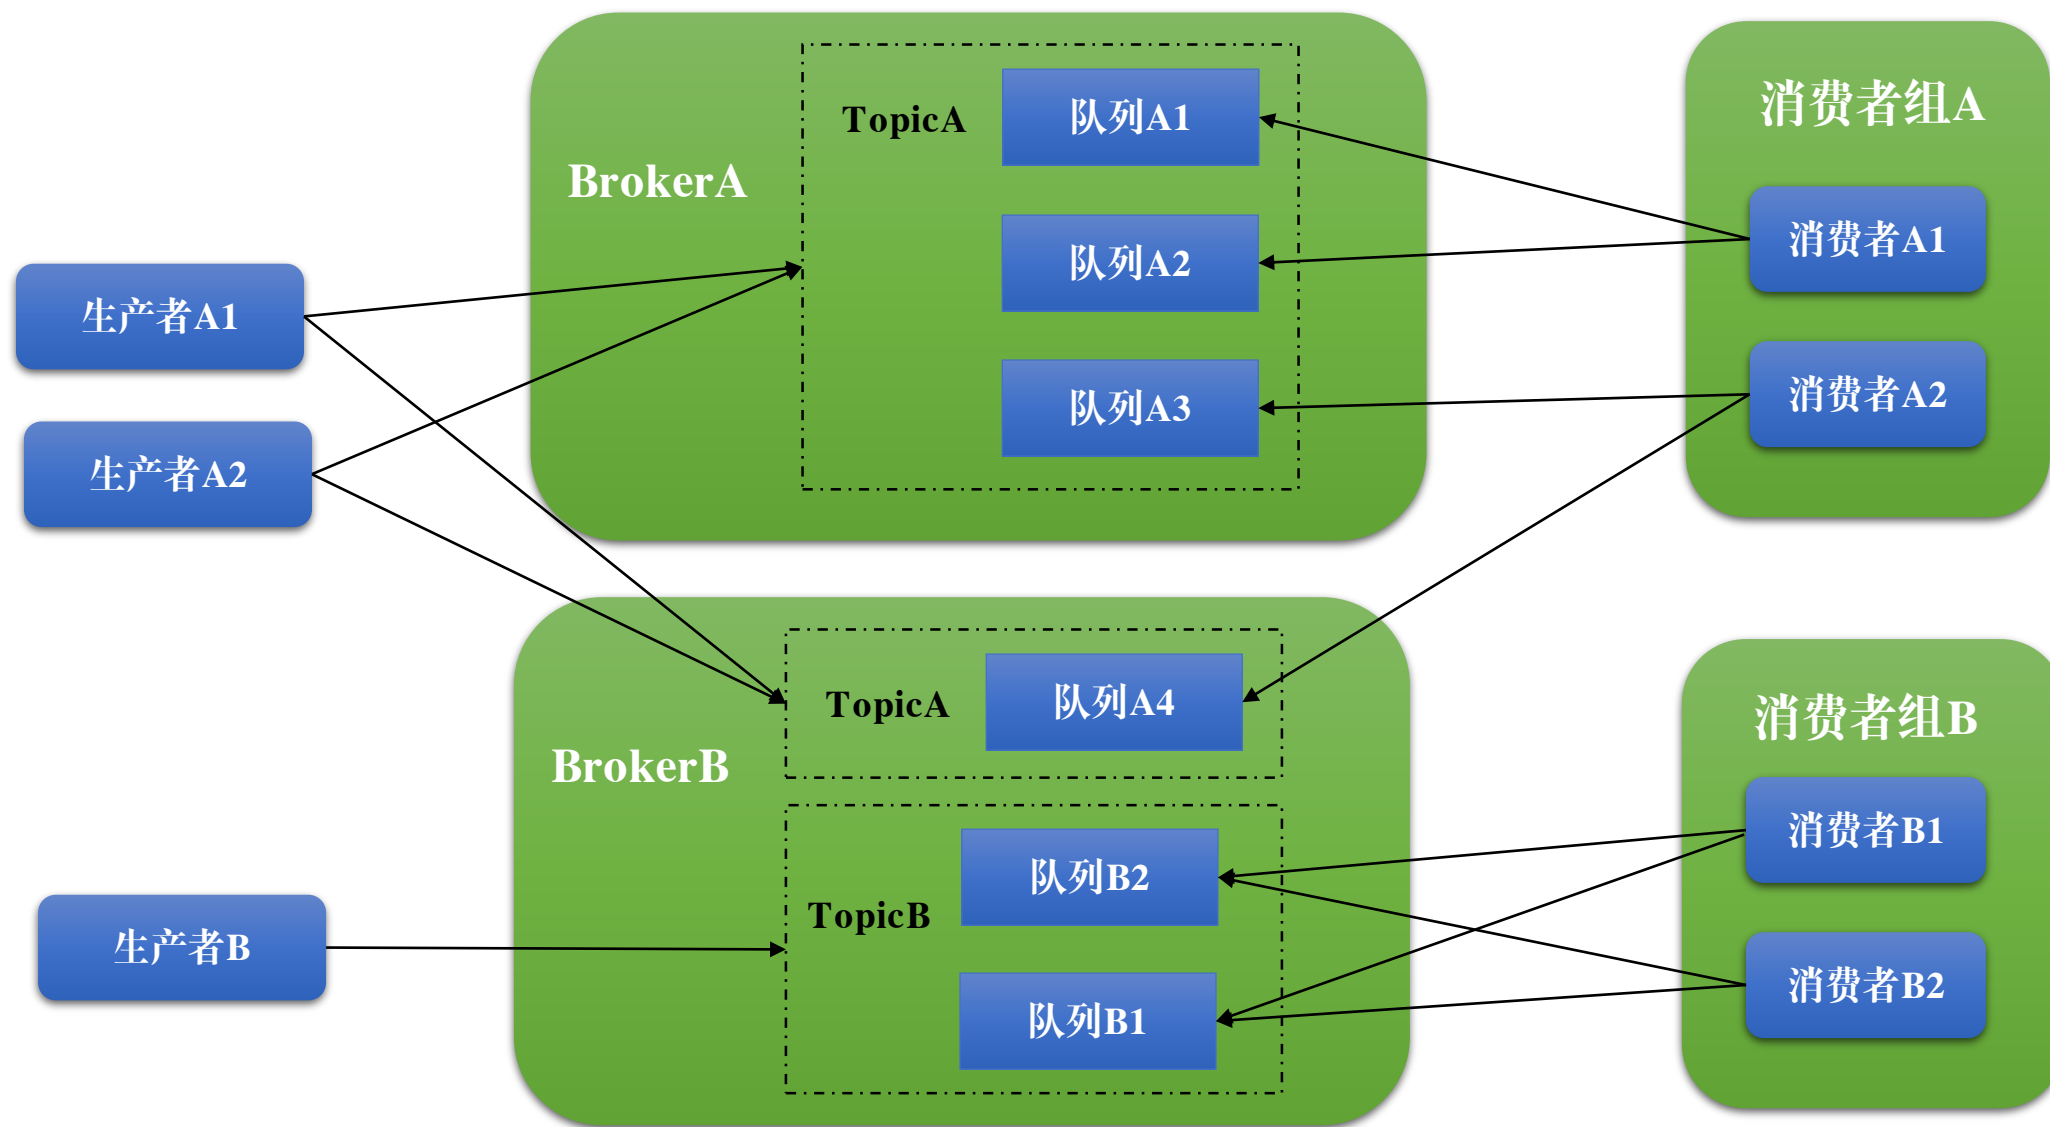 生产者A1
生产者A2
生产者B
BrokerA
TopicA
队列A1
队列A2
队列A3
BrokerB
TopicA
队列A4
TopicB
队列B2
队列B1
消费者组A
消费者A1
消费者A2
消费者组B
消费者B1
消费者B2